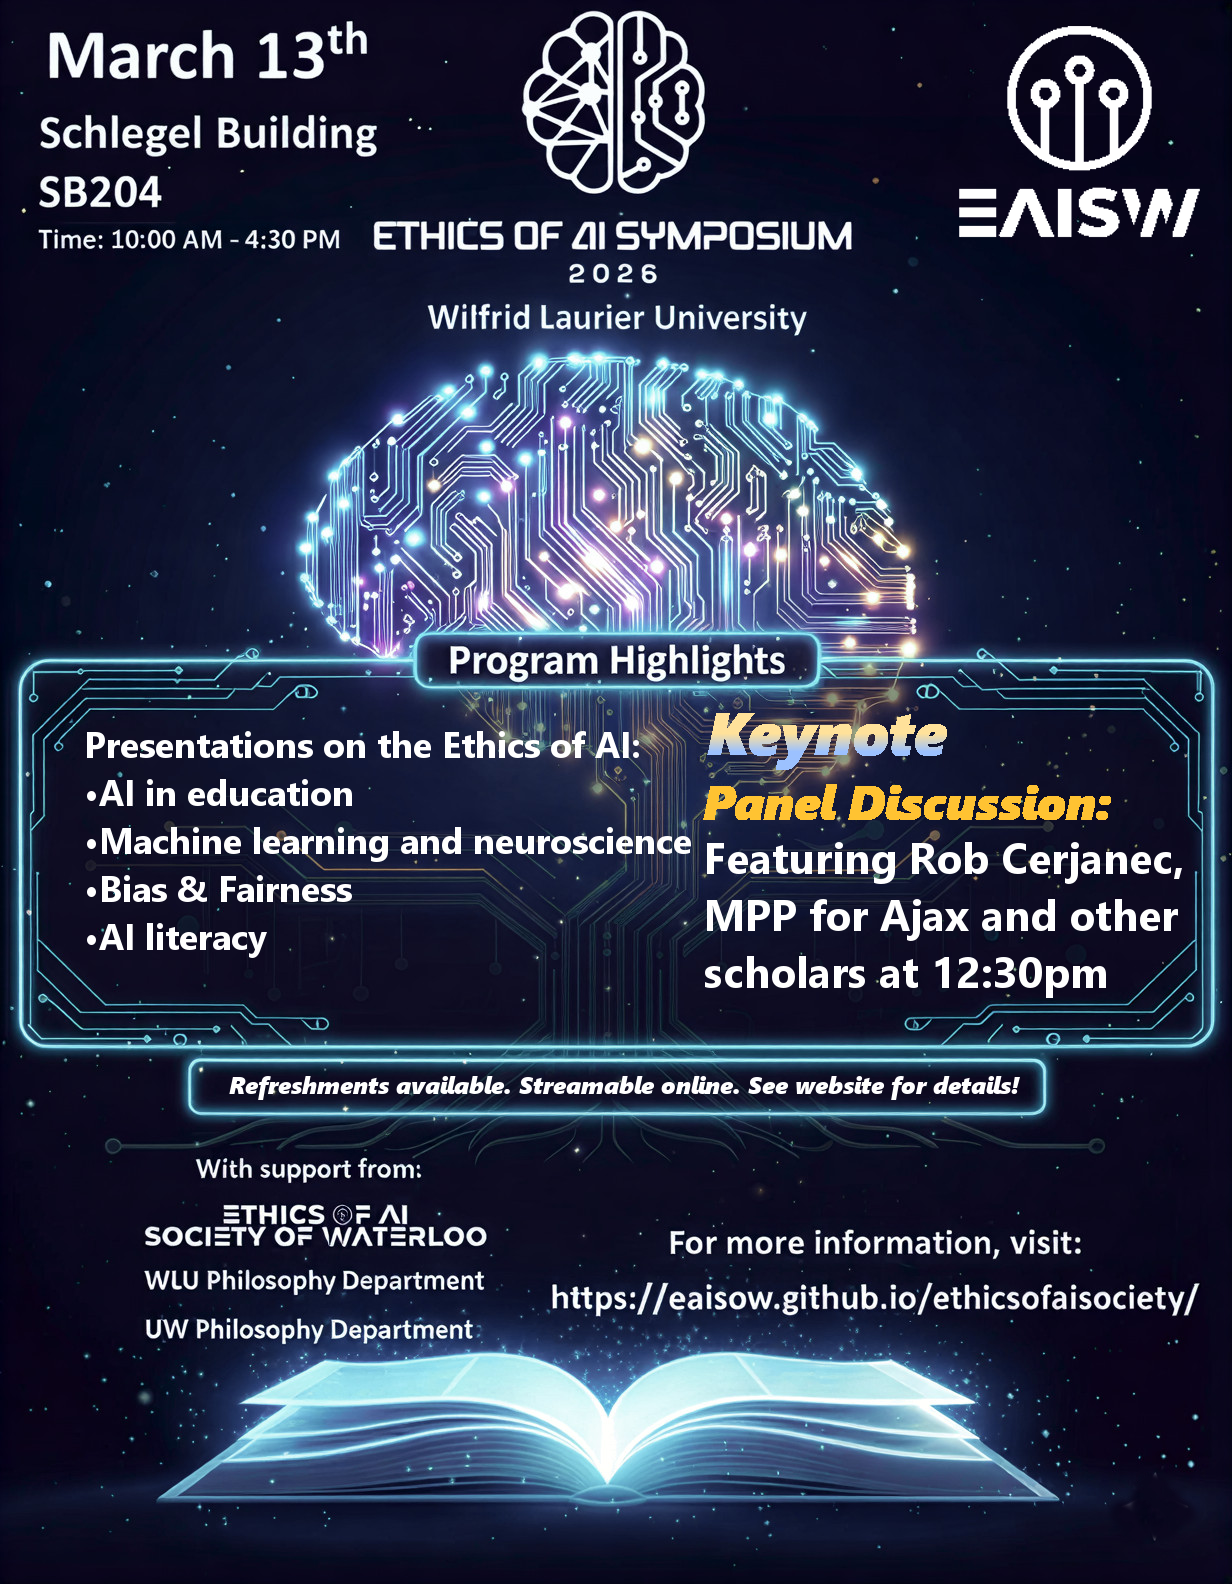 March 13th
Schlegel Building
SB204
Time: 10:00 AM - 4:30 PM
ETHICS OF AI SYMPOSIUM
2026
Wilfrid Laurier University
EAISW
Program Highlights
Presentations on the Ethics of AI:
•AI in education
•Machine learning and neuroscience
•Bias & Fairness
•AI literacy
Keynote
Panel Discussion:
Featuring Rob Cerjanec,
MPP for Ajax and other
scholars at 12:30pm
Refreshments available. Streamable online. See website for details!
With support from:
ETHICS OF AI
SOCIETY OF WATERLOO
WLU Philosophy Department
UW Philosophy Department
For more information, visit:
https://eaisow.github.io/ethicsofaisociety/